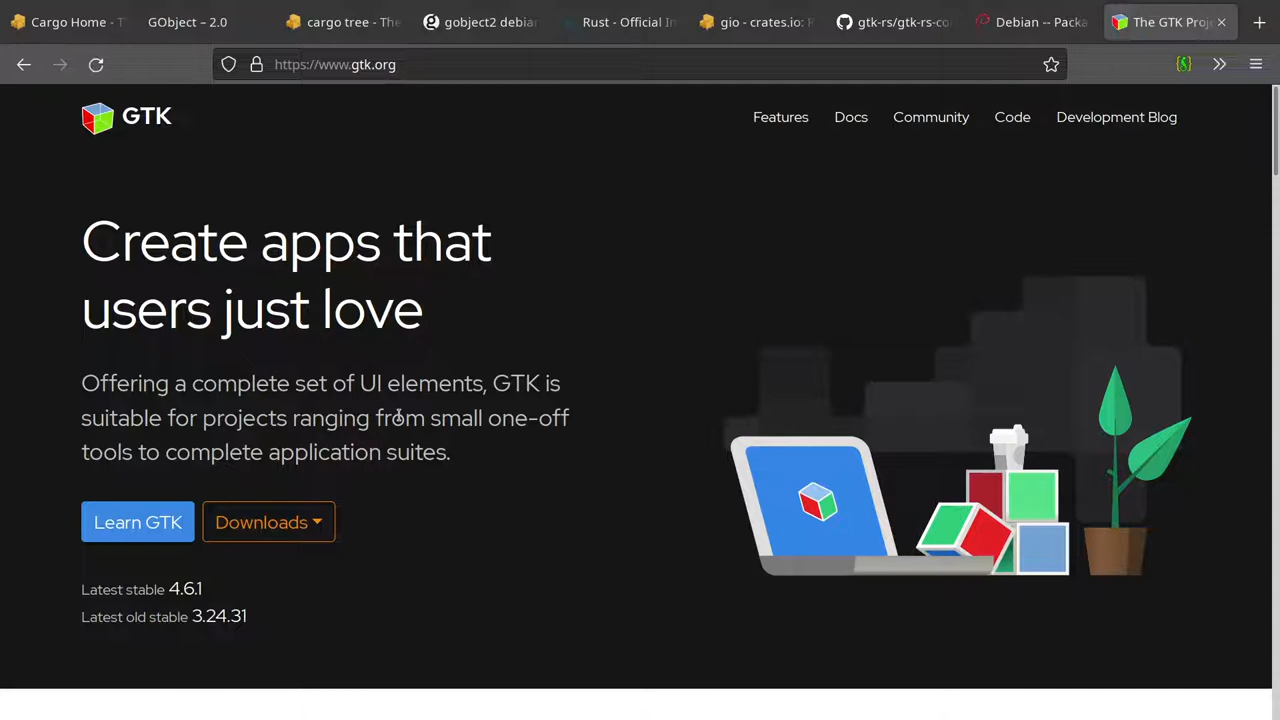 Cargo Home - T
GObject – 2.0
cargo tree - The
gobject2 debian
Rust - Official In
gio - crates.io: R
gtk-rs/gtk-rs-co
Debian -- Packa
The GTK Proje
https://www.gtk.org
GTK
Features
Docs
Community
Code
Development Blog
Create apps that
users just love
Offering a complete set of UI elements, GTK is
suitable for projects ranging from small one-off
tools to complete application suites.
Learn GTK
Downloads
Latest stable 4.6.1
Latest old stable 3.24.31